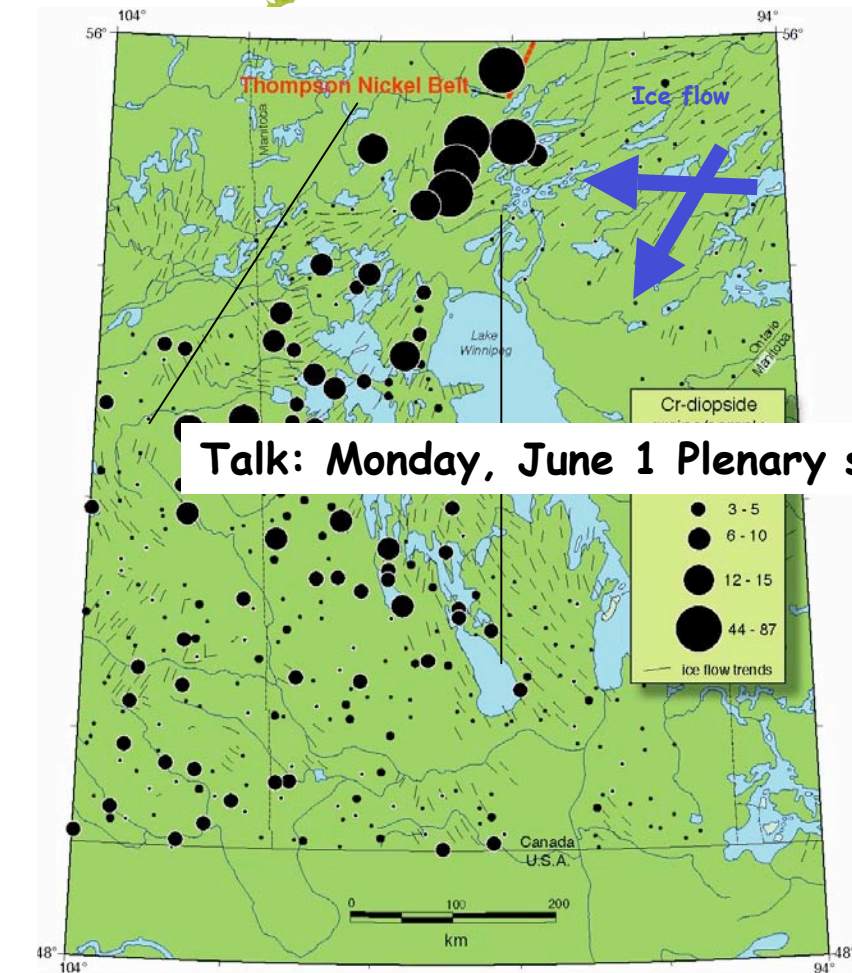 104°
94°
56°
56°
Thompson Nickel Belt
Ice flow
Manitoba
Lake
Winnipeg
Ontario
Manitoba
Cr-diopside
Talk: Monday, June 1 Plenary s
3 - 5
6 - 10
12 - 15
44 - 87
ice flow trends
Canada
U.S.A.
0 100 200
km
48°
48°
104°
94°